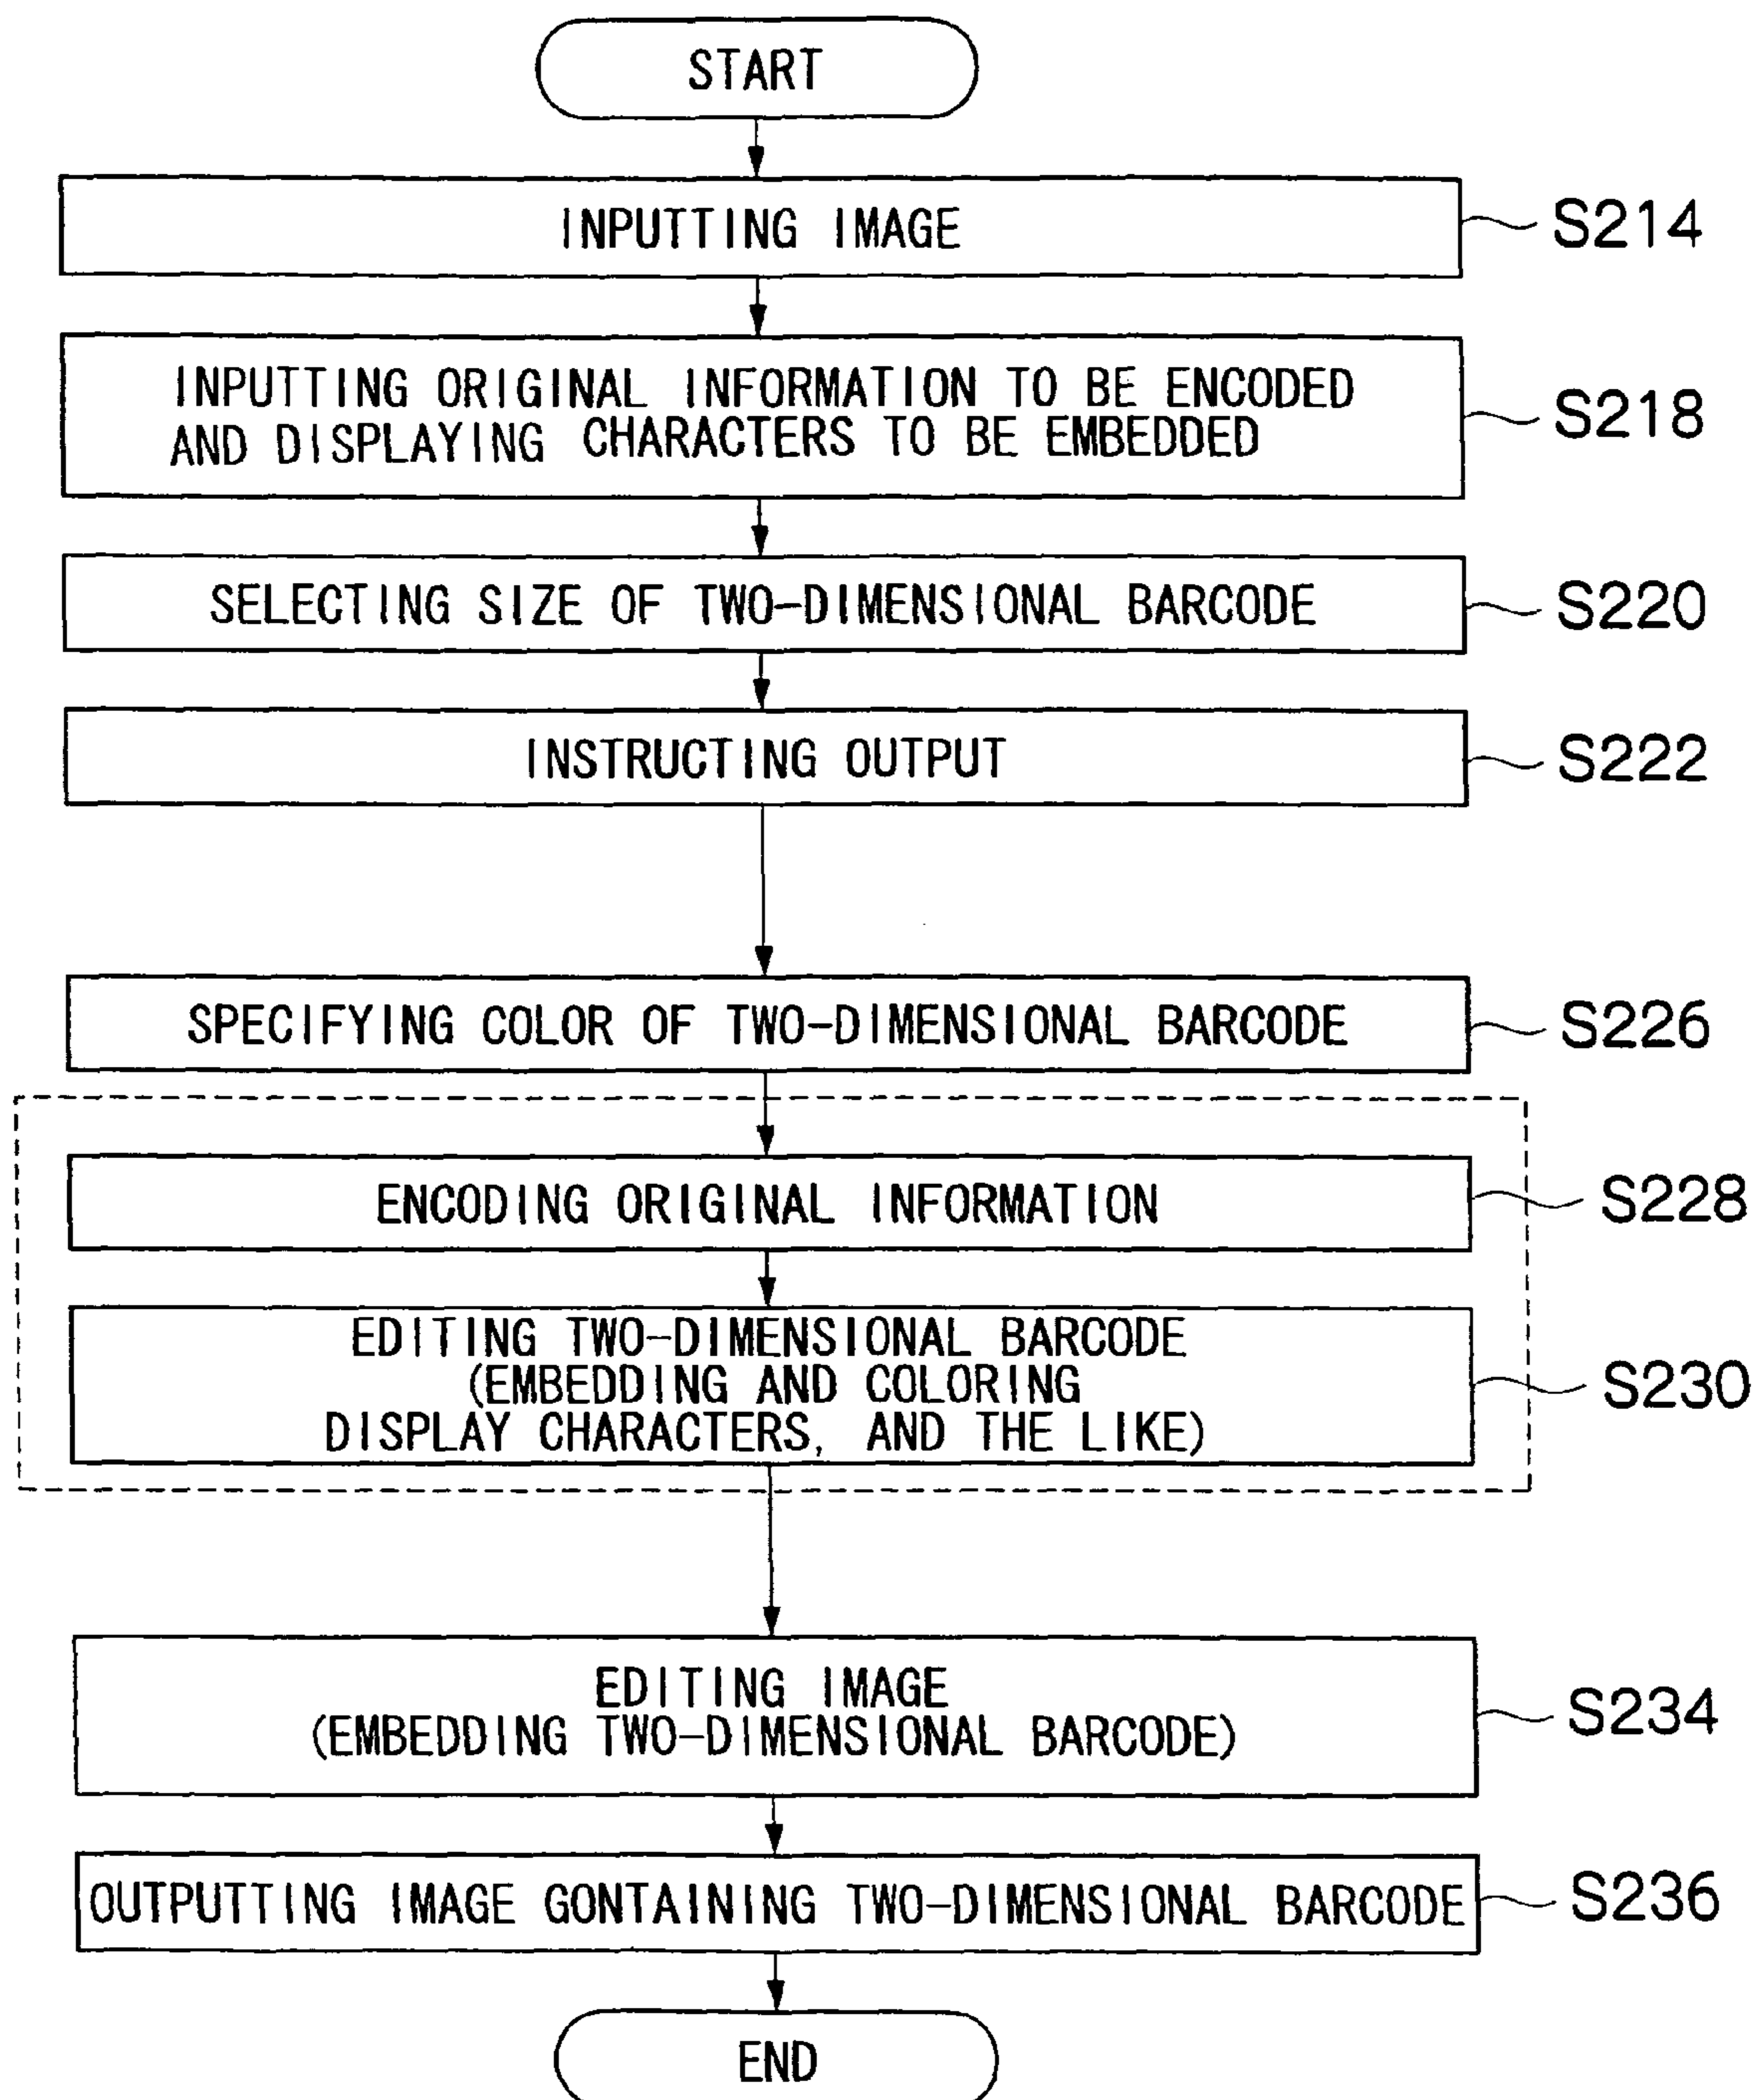 START
INPUTTING IMAGE
S214
INPUTTING ORIGINAL INFORMATION TO BE ENCODED
AND DISPLAYING CHARACTERS TO BE EMBEDDED
S218
SELECTING SIZE OF TWO-DIMENSIONAL BARCODE
S220
INSTRUCTING OUTPUT
S222
SPECIFYING COLOR OF TWO-DIMENSIONAL BARCODE
S226
ENCODING ORIGINAL INFORMATION
S228
EDITING TWO-DIMENSIONAL BARCODE
(EMBEDDING AND COLORING
DISPLAY CHARACTERS, AND THE LIKE)
S230
EDITING IMAGE
(EMBEDDING TWO-DIMENSIONAL BARCODE)
S234
OUTPUTTING IMAGE GONTAINING TWO-DIMENSIONAL BARCODE
S236
END